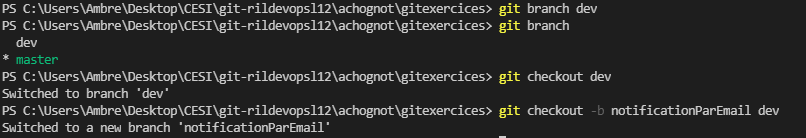 PS C:\Users\Ambre\Desktop\CESI\git-rildevopsl12\achognot\gitexercices> git branch dev
PS C:\Users\Ambre\Desktop\CESI\git-rildevopsl12\achognot\gitexercices> git branch
  dev
* master
PS C:\Users\Ambre\Desktop\CESI\git-rildevopsl12\achognot\gitexercices> git checkout dev
Switched to branch 'dev'
PS C:\Users\Ambre\Desktop\CESI\git-rildevopsl12\achognot\gitexercices> git checkout -b notificationParEmail dev
Switched to a new branch 'notificationParEmail'